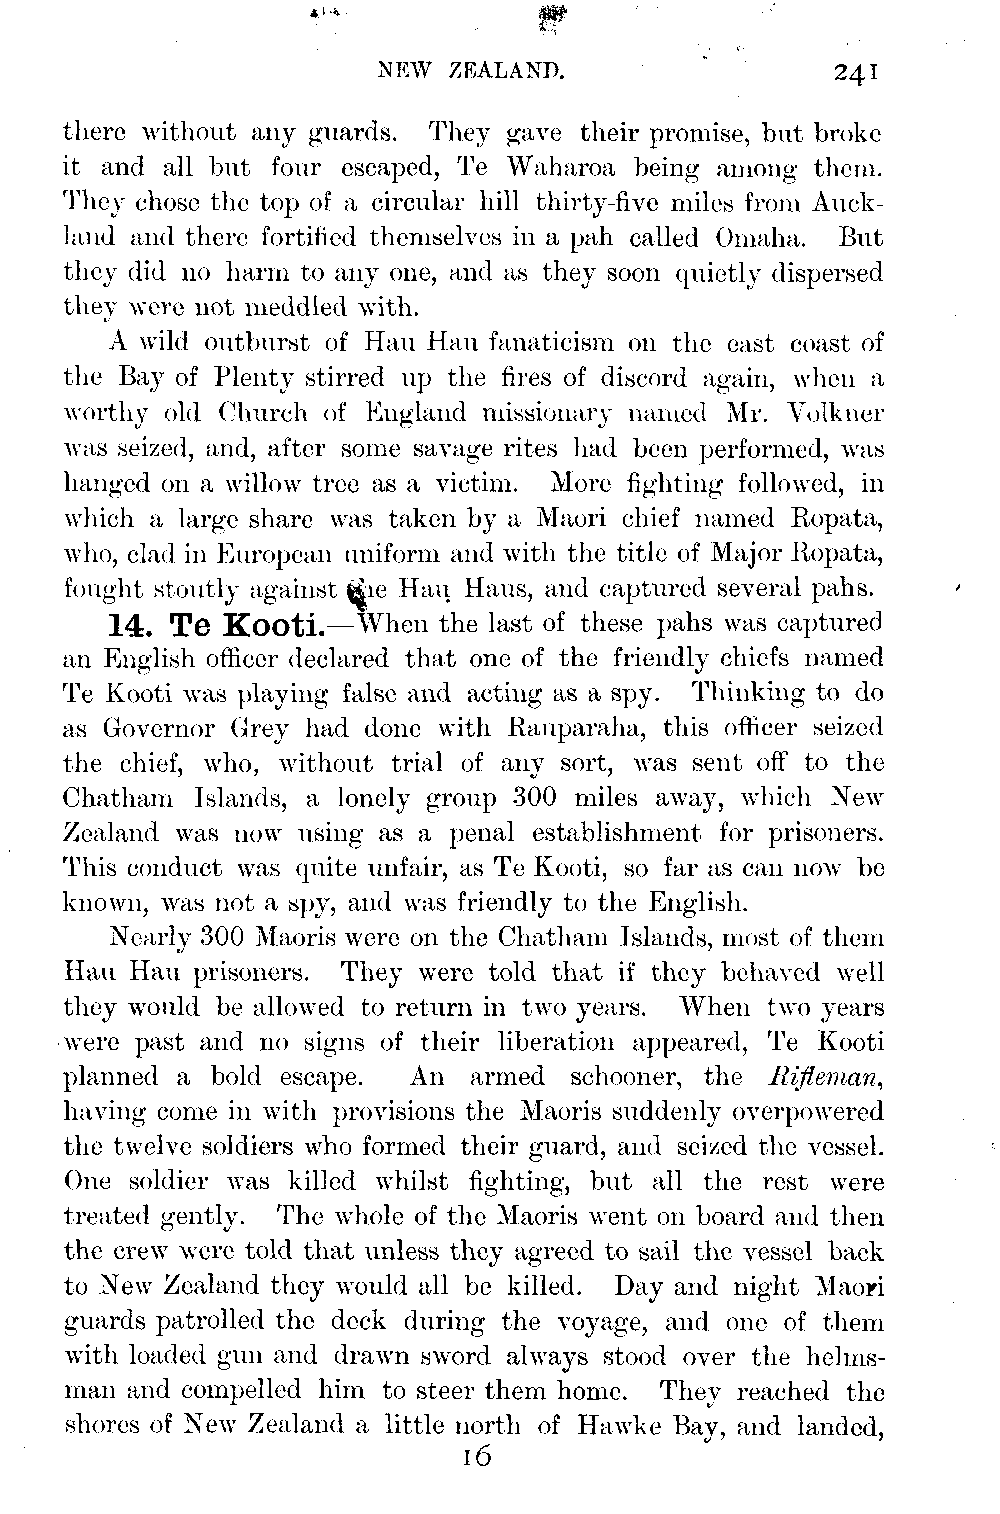 NEW ZEALAND. 241
there without any guards. They gave their promise, but broke
it and all but four escaped, Te Waharoa being among them.
They chose the top of a circular hill thirty-five miles from Auck-
land and there fortified themselves in a pah called Omaha. But
they did no harm to any one, and as they soon quietly dispersed
they were not meddled with.
A wild outburst of Hau Hau fanaticism on the east coast of
the Bay of Plenty stirred up the fires of discord again, when a
worthy old Church of England missionary named Mr. Volkner
was seized, and, after some savage rites had been performed, was
hanged on a willow tree as a victim. More fighting followed, in
which a large share was taken by a Maori chief named Ropata,
who, clad in European uniform and with the title of Major Ropata,
fought stoutly against the Hau Haus, and captured several pahs.
14. Te Kooti.—When the last of these pahs was captured
an English officer declared that one of the friendly chiefs named
Te Kooti was playing false and acting as a spy. Thinking to do
as Governor Grey had done with Rauparaha, this officer seized
the chief, who, without trial of any sort, was sent off to the
Chatham Islands, a lonely group 300 miles away, which New
Zealand was now using as a penal establishment for prisoners.
This conduct was quite unfair, as Te Kooti, so far as can now be
known, was not a spy, and was friendly to the English.
Nearly 300 Maoris were on the Chatham Islands, most of them
Hau Hau prisoners. They were told that if they behaved well
they would be allowed to return in two years. When two years
were past and no signs of their liberation appeared, Te Kooti
planned a bold escape. An armed schooner, the Rifleman,
having come in with provisions the Maoris suddenly overpowered
the twelve soldiers who formed their guard, and seized the vessel.
One soldier was killed whilst fighting, but all the rest were
treated gently. The whole of the Maoris went on board and then
the crew were told that unless they agreed to sail the vessel back
to New Zealand they would all be killed. Day and night Maori
guards patrolled the deck during the voyage, and one of them
with loaded gun and drawn sword always stood over the helms-
man and compelled him to steer them home. They reached the
shores of New Zealand a little north of Hawke Bay, and landed,
16